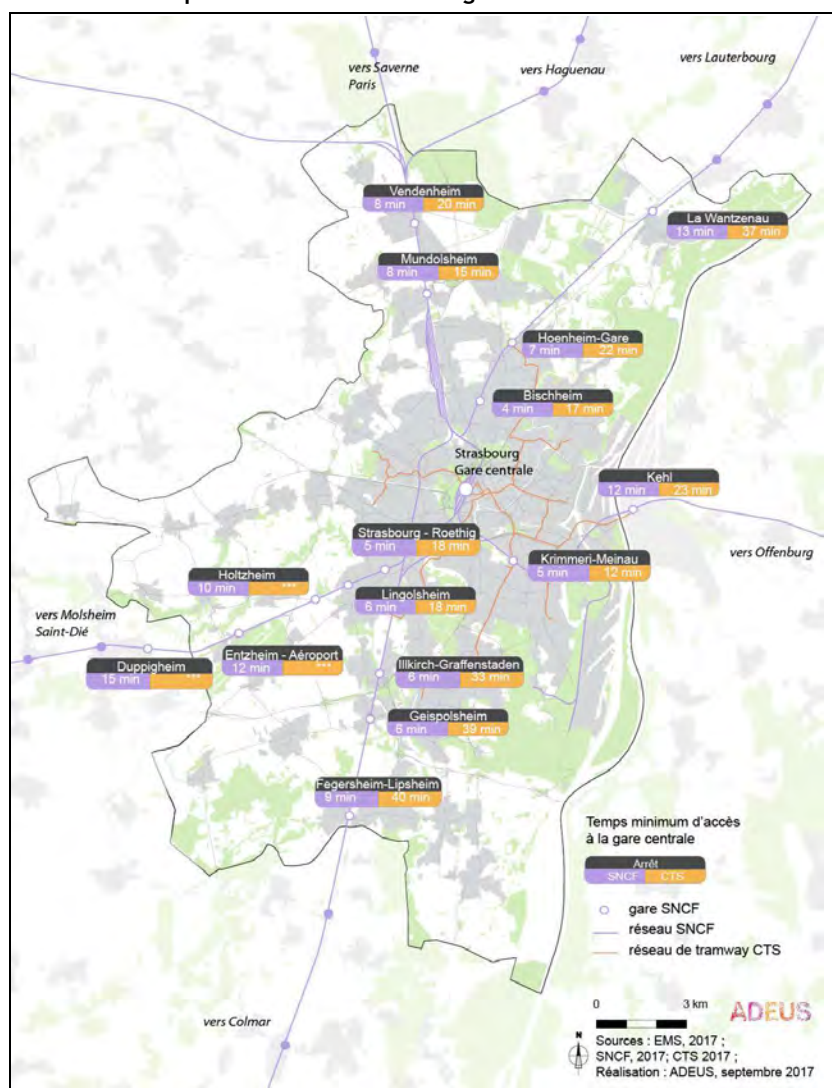 vers Saverne
Paris
vers Haguenau
vers Lauterbourg
Vendenheim
8 min 20 min
La Wantzenau
13 min 37 min
Mundolsheim
8 min 15 min
Hoenheim-Gare
7 min 22 min
Bischheim
4 min 17 min
Strasbourg
Gare centrale
Kehl
12 min 23 min
Strasbourg - Roethig
5 min 18 min
vers Offenburg
Krimmeri-Meinau
5 min 12 min
Holtzheim
10 min ***
Lingolsheim
6 min 18 min
vers Molsheim
Saint-Dié
Entzheim - Aéroport
12 min ***
Duppigheim
15 min ***
Illkirch-Graffenstaden
6 min 33 min
Geispolsheim
6 min 39 min
Fegersheim-Lipsheim
9 min 40 min
Temps minimum d'accès
à la gare centrale
Arrêt
SNCF CTS
gare SNCF
réseau SNCF
réseau de tramway CTS
0 3 km
ADEUS
N
Sources : EMS, 2017 ;
SNCF, 2017; CTS 2017 ;
Réalisation : ADEUS, septembre 2017
vers Colmar